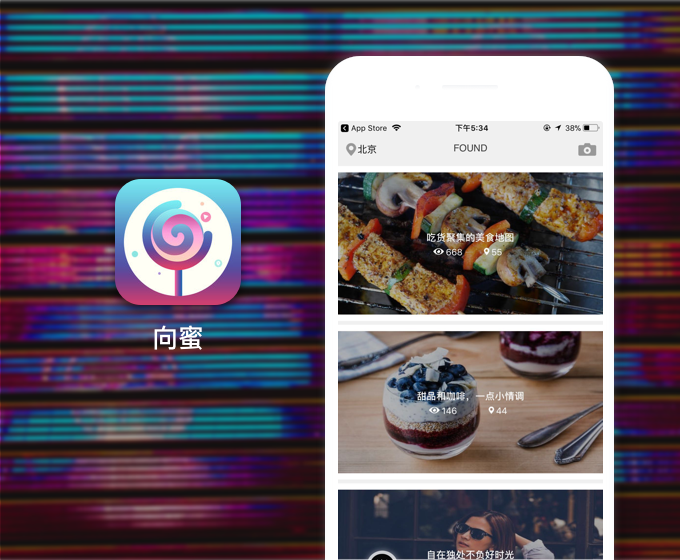 App Store
下午5:34
38%
北京
FOUND
吃货聚集的美食地图
668
55
向蜜
甜品和咖啡，一点小情调
146
44
自在独处不负好时光